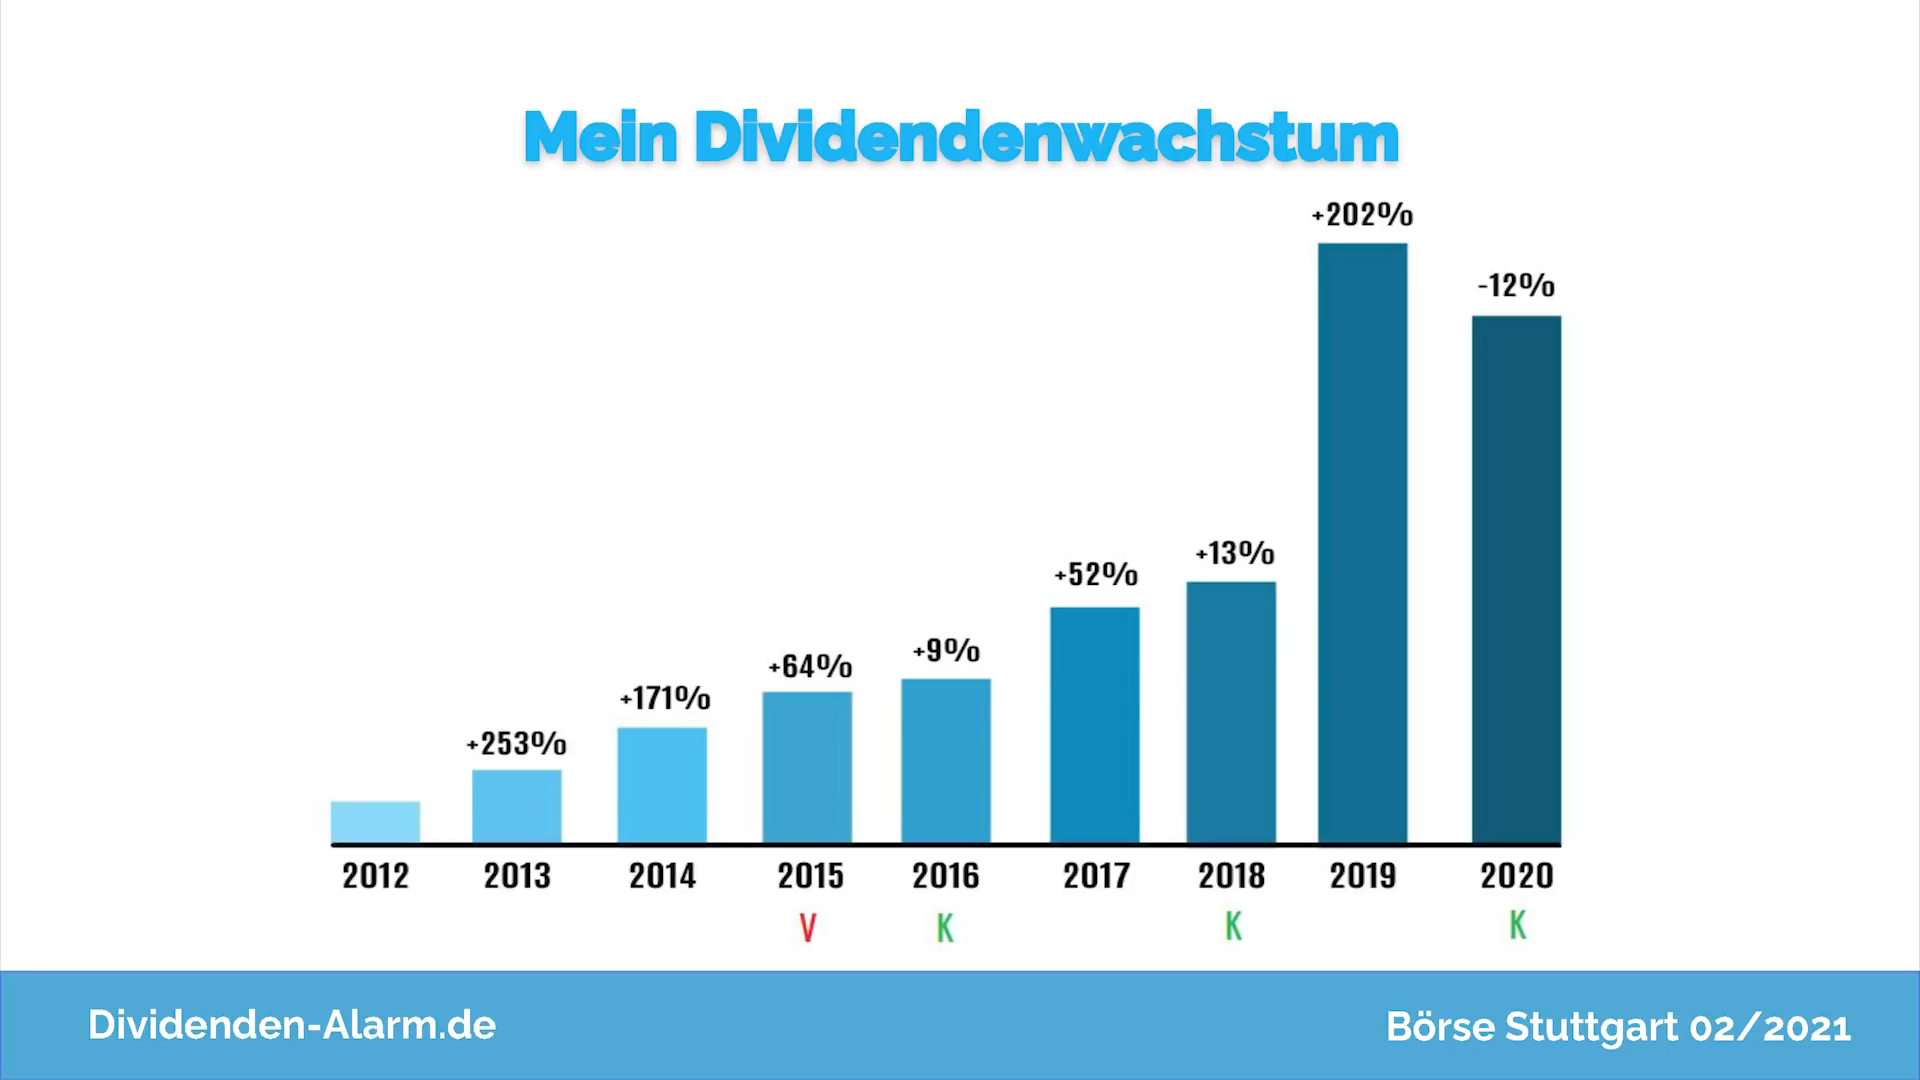 Mein Dividendenwachstum
+202%
-12%
+13%
+52%
+9%
+64%
+171%
+253%
2012 2013 2014 2015 2016 2017 2018 2019 2020
V K K K
Dividenden-Alarm.de
Börse Stuttgart 02/2021